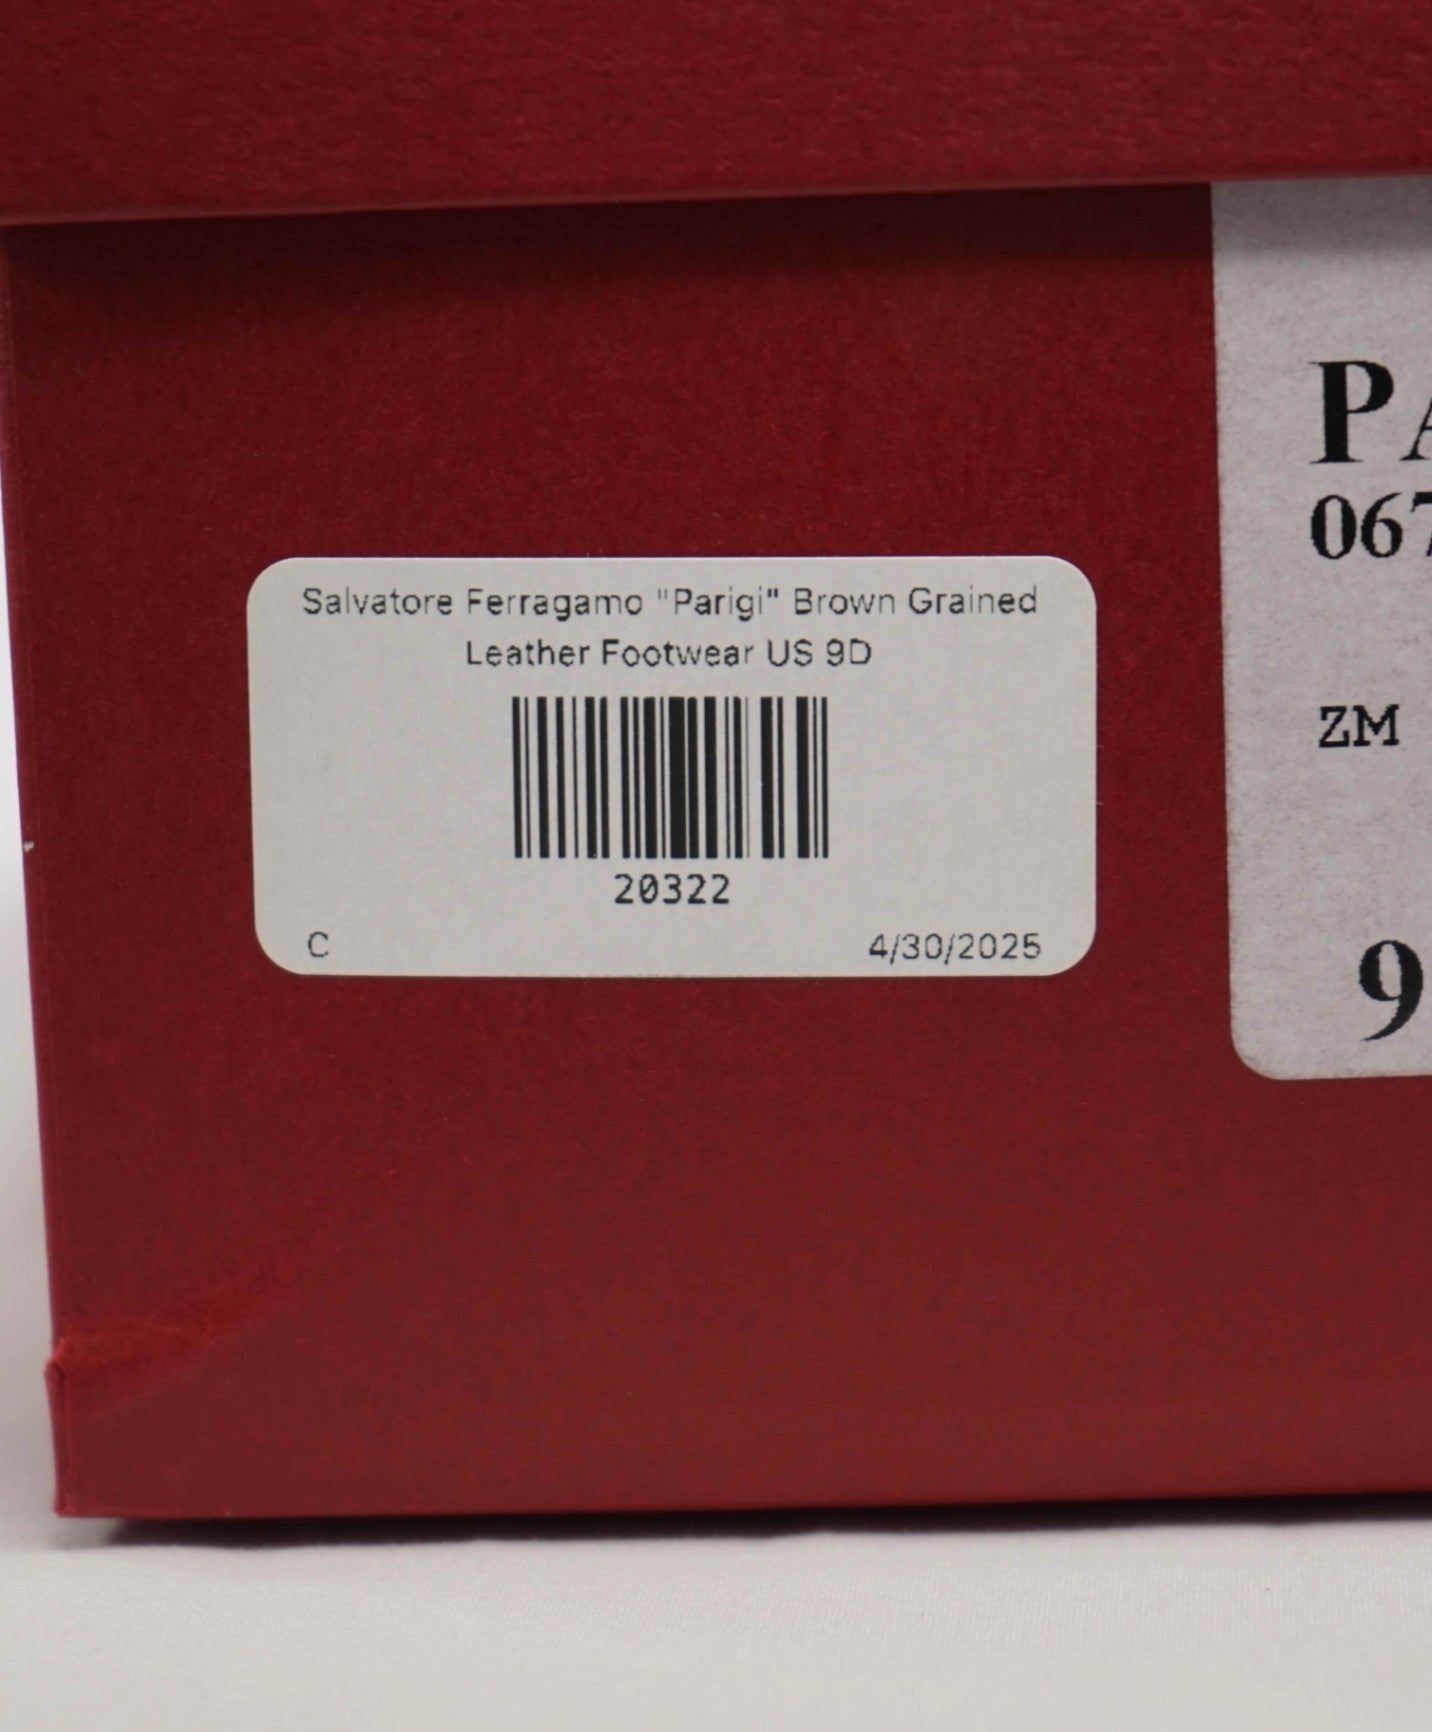 Salvatore Ferragamo "Parigi" Brown Grained
Leather Footwear US 9D
20322
C
4/30/2025
PA
067
ZM
9